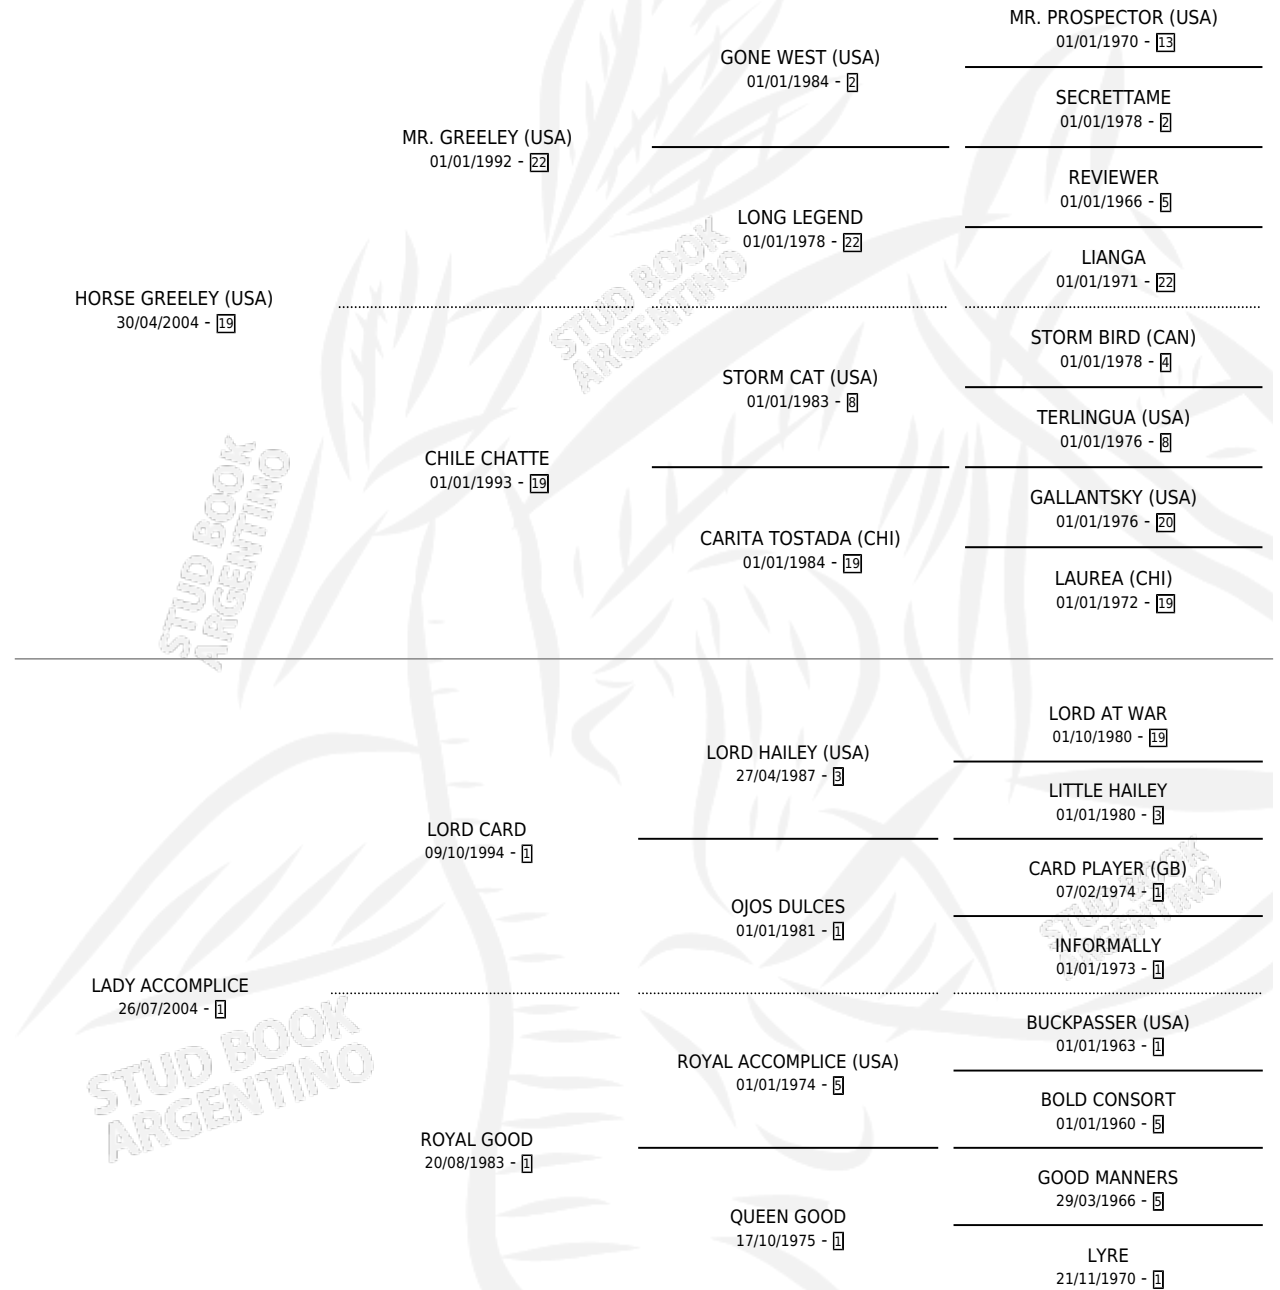 MR. PROSPECTOR (USA)
01/01/1970 - 13
GONE WEST (USA)
01/01/1984 - 2
SECRETTAME
01/01/1978 - 2
MR. GREELEY (USA)
01/01/1992 - 22
REVIEWER
01/01/1966 - 5
LONG LEGEND
01/01/1978 - 22
LIANGA
01/01/1971 - 22
HORSE GREELEY (USA)
30/04/2004 - 19
STORM BIRD (CAN)
01/01/1978 - 4
STORM CAT (USA)
01/01/1983 - 8
TERLINGUA (USA)
01/01/1976 - 8
CHILE CHATTE
01/01/1993 - 19
GALLANTSKY (USA)
01/01/1976 - 20
CARITA TOSTADA (CHI)
01/01/1984 - 19
LAUREA (CHI)
01/01/1972 - 19
LORD AT WAR
01/10/1980 - 19
LORD HAILEY (USA)
27/04/1987 - 3
LITTLE HAILEY
01/01/1980 - 3
LORD CARD
09/10/1994 - 1
CARD PLAYER (GB)
07/02/1974 - 1
OJOS DULCES
01/01/1981 - 1
INFORMALLY
01/01/1973 - 1
LADY ACCOMPLICE
26/07/2004 - 1
BUCKPASSER (USA)
01/01/1963 - 1
ROYAL ACCOMPLICE (USA)
01/01/1974 - 5
BOLD CONSORT
01/01/1960 - 5
ROYAL GOOD
20/08/1983 - 1
GOOD MANNERS
29/03/1966 - 5
QUEEN GOOD
17/10/1975 - 1
LYRE
21/11/1970 - 1
STUD BOOK
ARGENTINO
STUD BOOK
ARGENTINO
STUD BOOK
ARGENTINO
STUD BOOK
ARGENTINO